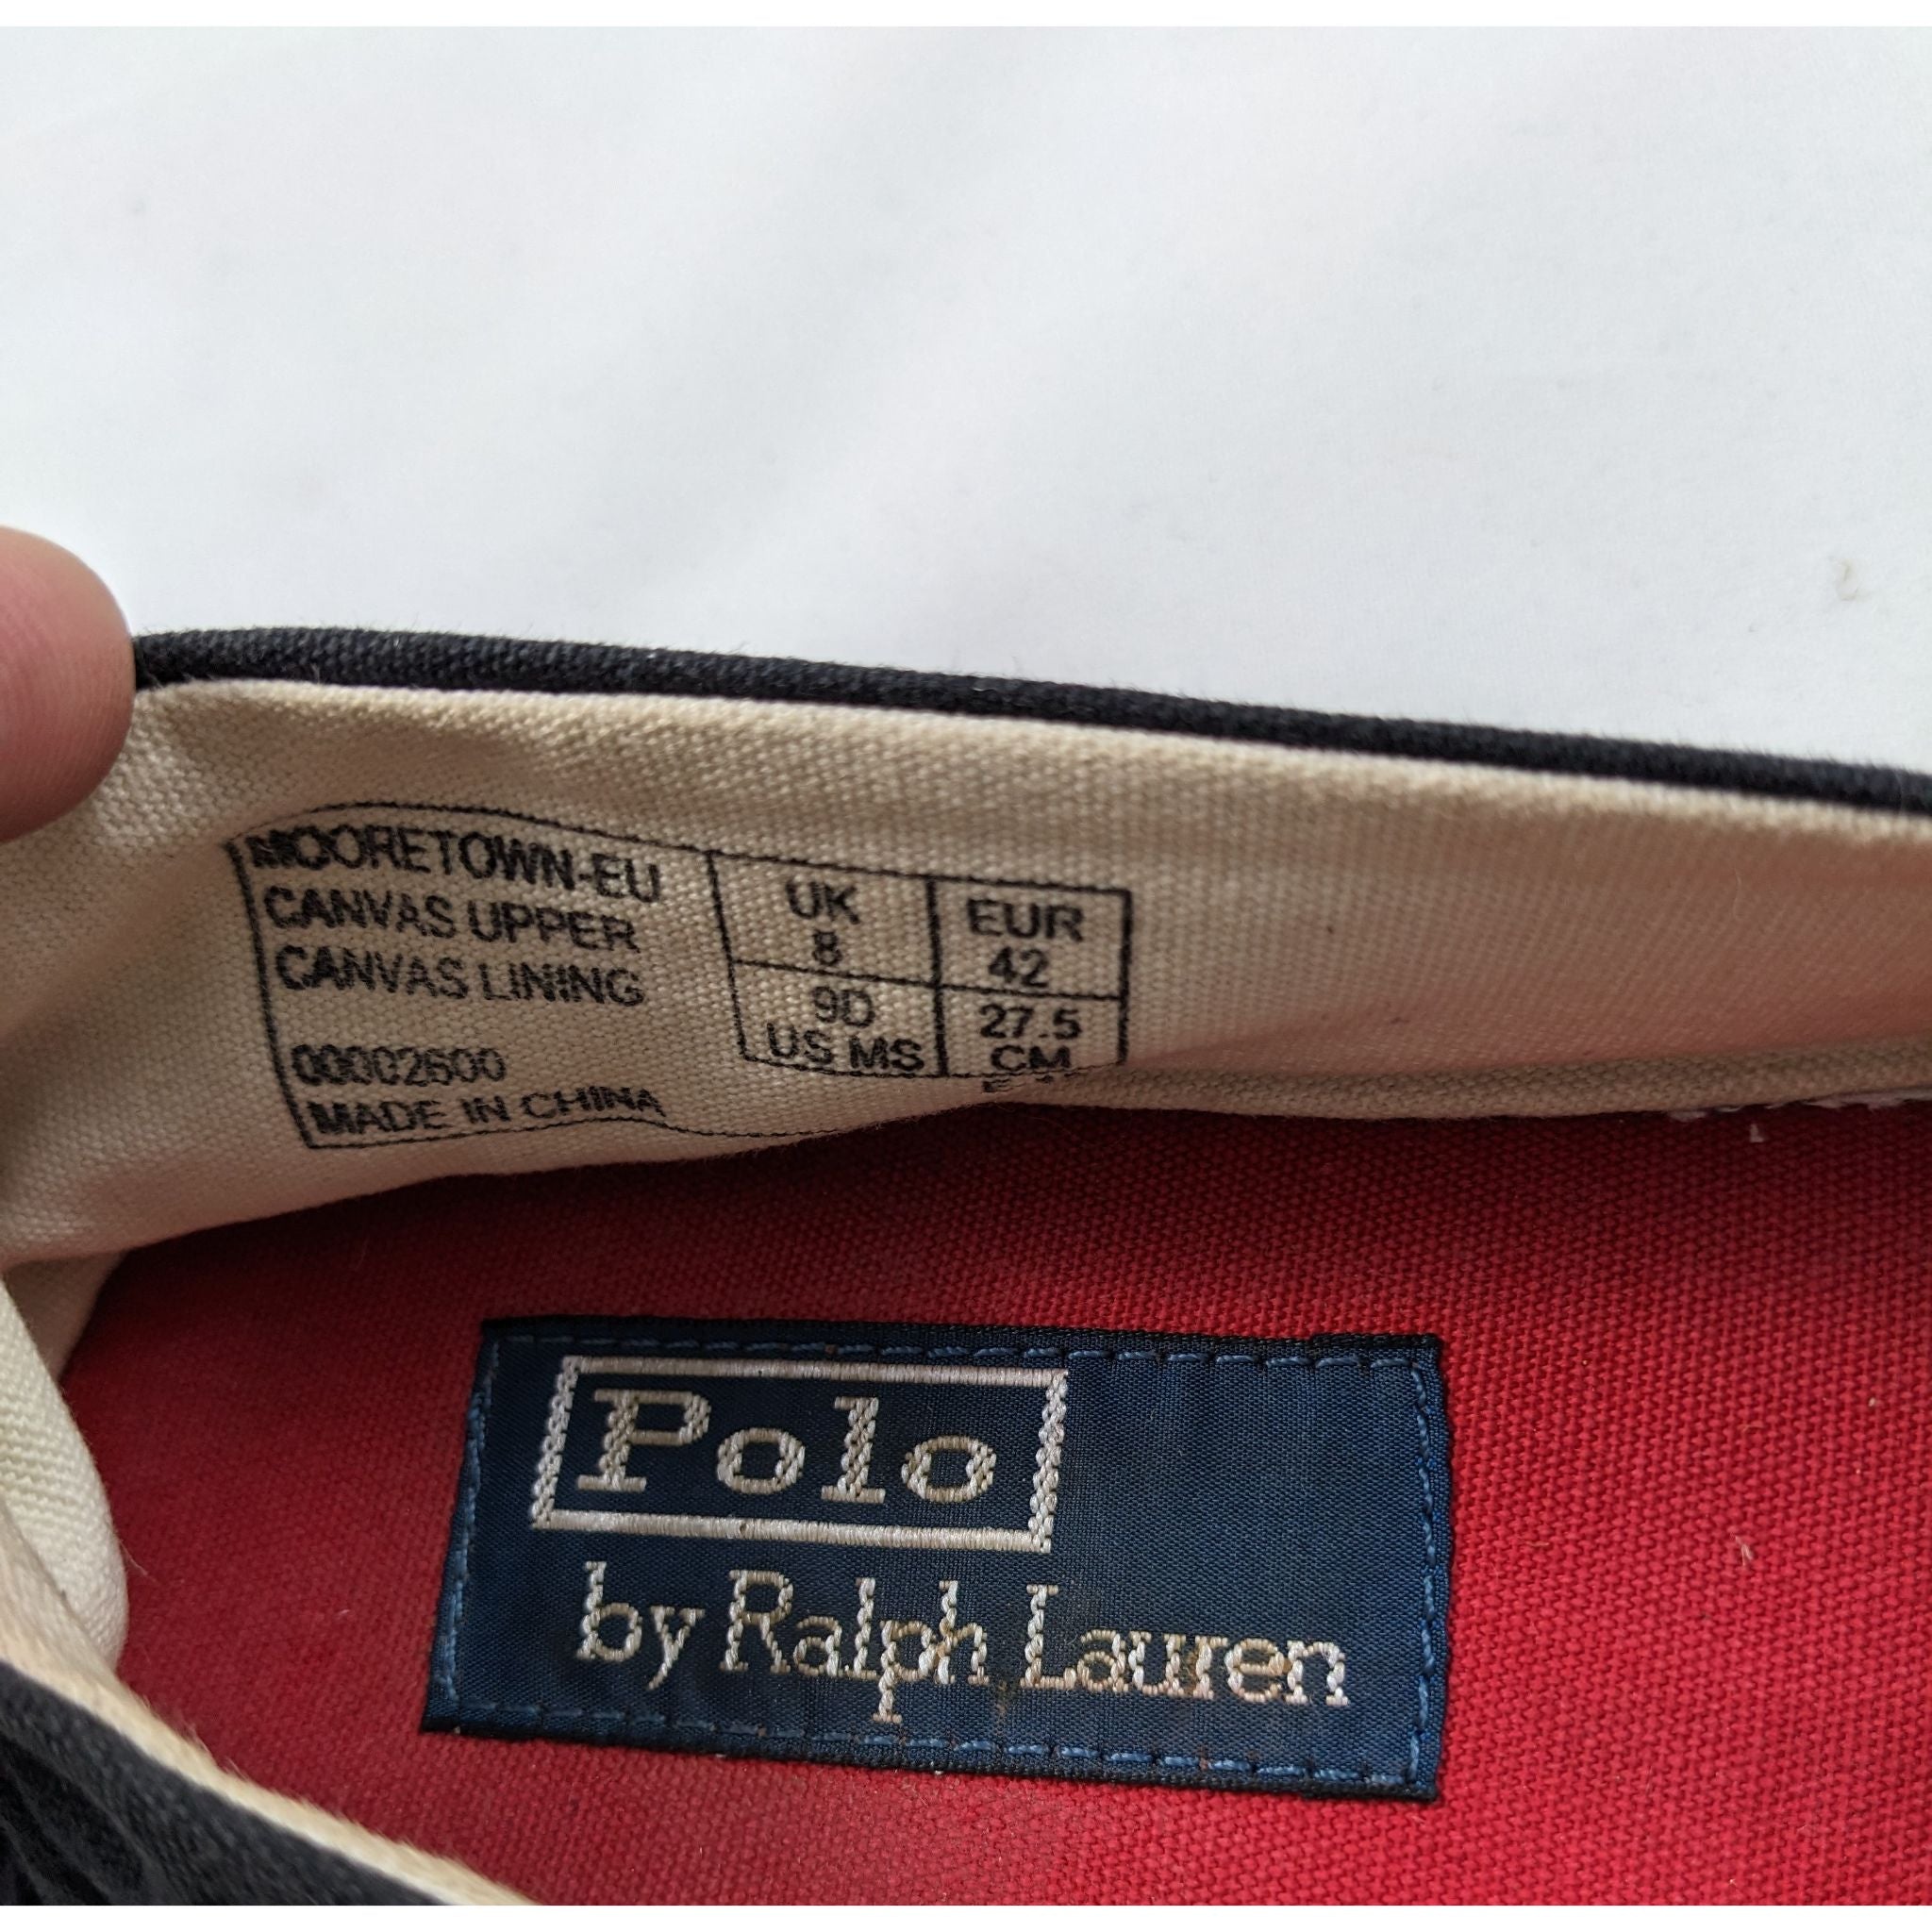 MOORETOWN-EU
CANVAS UPPER
CANVAS LINING
00002600
MADE IN CHINA
UK
8
EUR
42
9D
US MS
27.5
CM
Polo
by Ralph Lauren